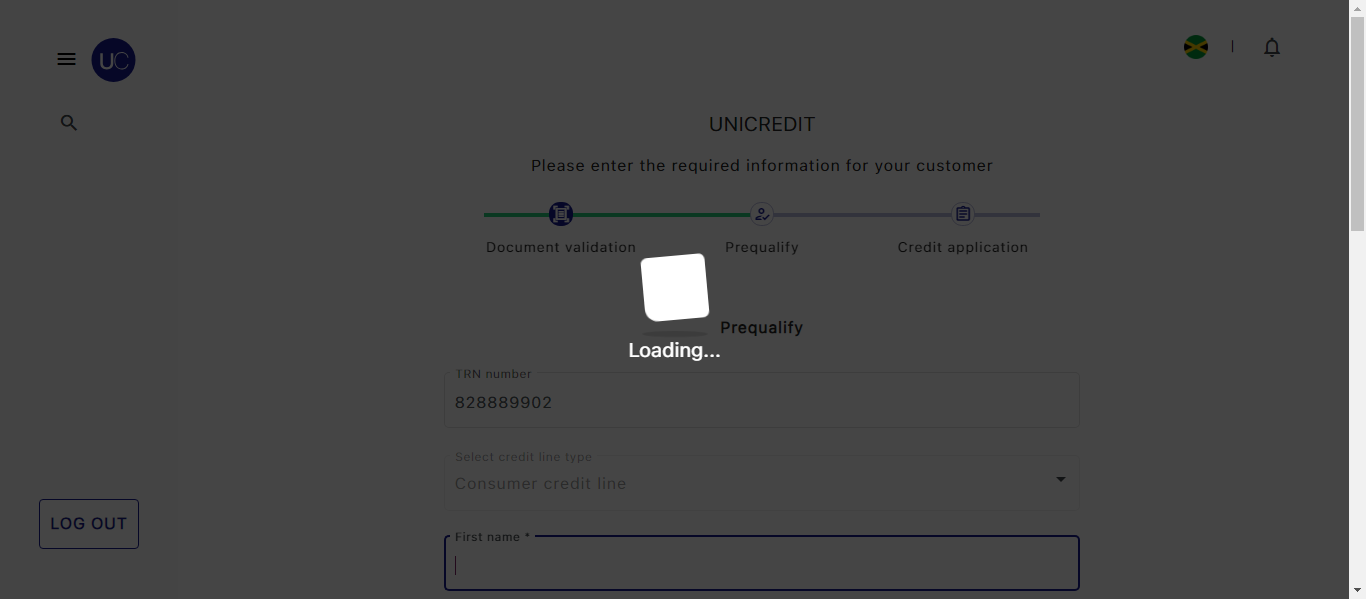 UC
UNICREDIT
Please enter the required information for your customer
Document validation
Prequalify
Credit application
Prequalify
Loading...
TRN number
828889902
Select credit line type
Consumer credit line
LOG OUT
First name *